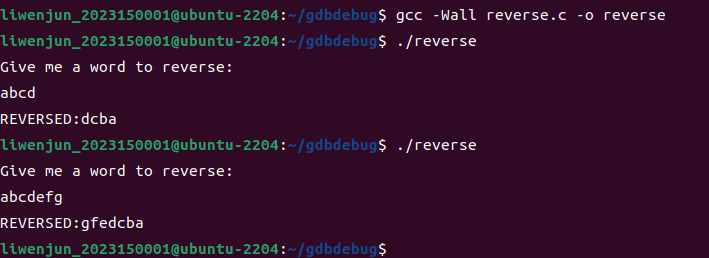 liwenjun_2023150001@ubuntu-2204:~/gdbdebug$ gcc -Wall reverse.c -o reverse
liwenjun_2023150001@ubuntu-2204:~/gdbdebug$ ./reverse
Give me a word to reverse:
abcd
REVERSED:dcba
liwenjun_2023150001@ubuntu-2204:~/gdbdebug$ ./reverse
Give me a word to reverse:
abcdefg
REVERSED:gfedcba
liwenjun_2023150001@ubuntu-2204:~/gdbdebug$